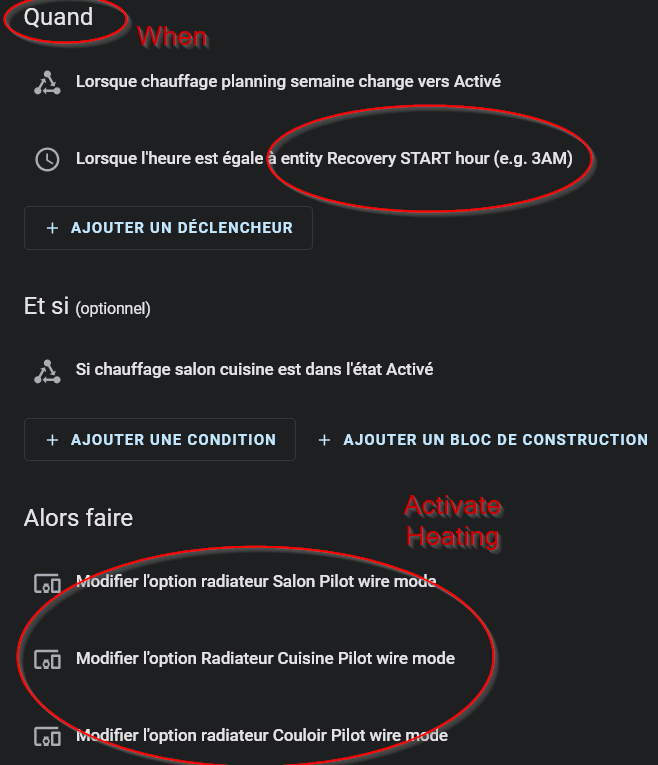 Quand
When
Lorsque chauffage planning semaine change vers Activé
Lorsque l'heure est égale à entity Recovery START hour (e.g. 3AM)
+ AJOUTER UN DÉCLENCHEUR
Et si (optionnel)
Si chauffage salon cuisine est dans l'état Activé
+ AJOUTER UNE CONDITION
+ AJOUTER UN BLOC DE CONSTRUCTION
Alors faire
Activate
Heating
Modifier l'option radiateur Salon Pilot wire mode
Modifier l'option Radiateur Cuisine Pilot wire mode
Modifier l'option radiateur Couloir Pilot wire mode